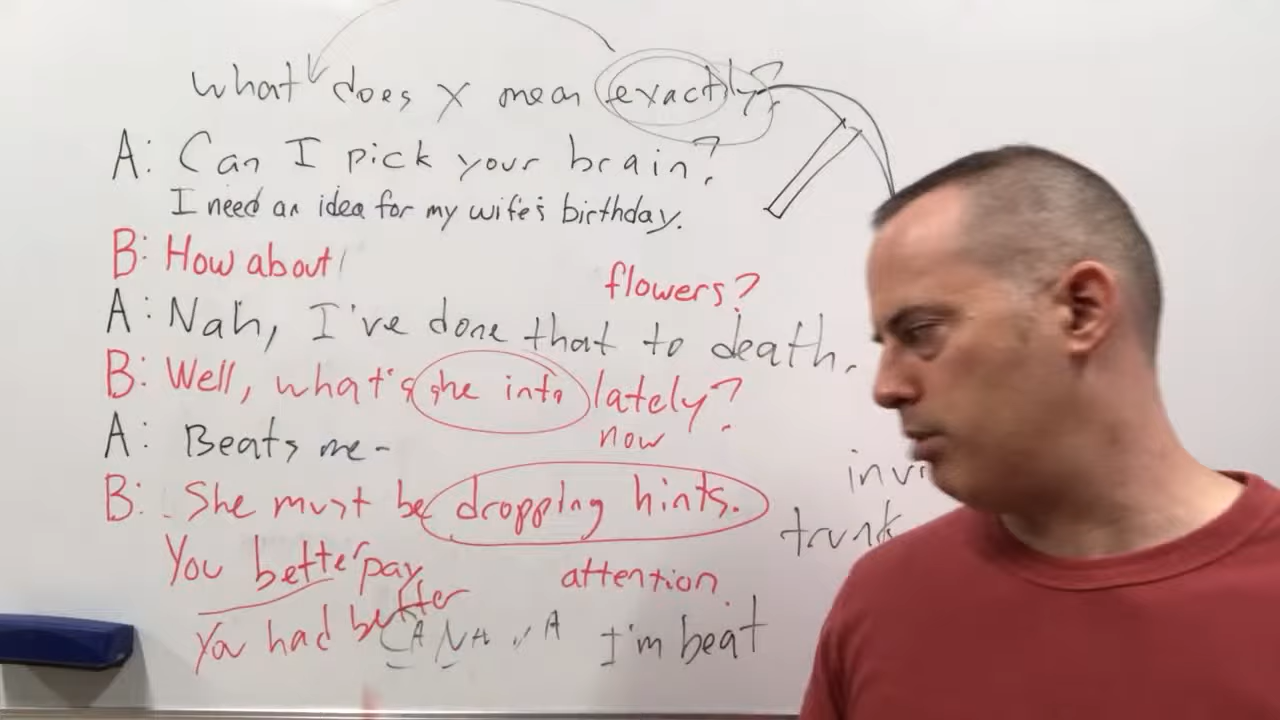 what does X mean exactly?
A: Can I pick your brain?
I need an idea for my wife's birthday.
B: How about flowers?
A: Nah, I've done that to death.
B: Well, what's she into lately?
now
A: Beats me-
B: She must be dropping hints.
You better pay attention
You had better
I'm beat
trunk